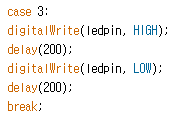 case 3:
digitalWrite(ledpin, HIGH);
delay(200);
digitalWrite(ledpin, LOW);
delay(200);
break;